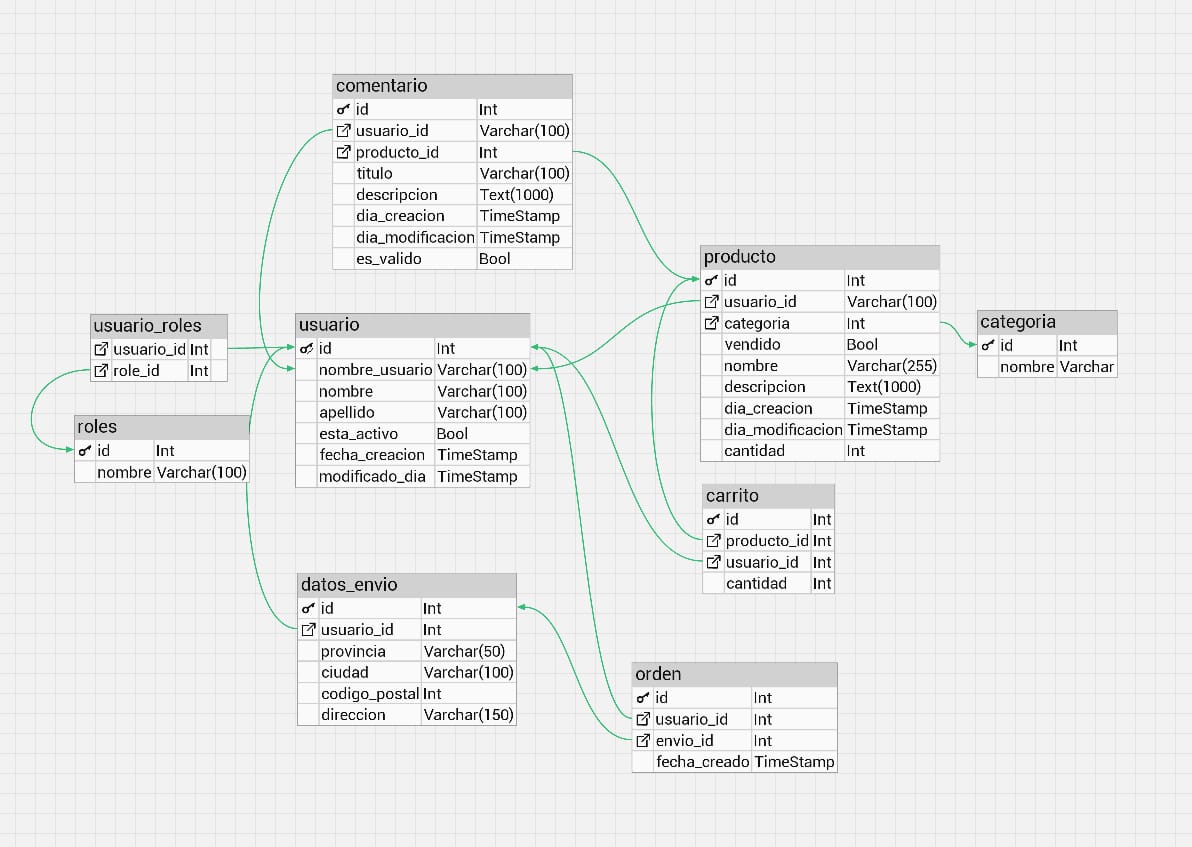 comentario
id Int
usuario_id Varchar(100)
producto_id Int
titulo Varchar(100)
descripcion Text(1000)
dia_creacion TimeStamp
dia_modificacion TimeStamp
es_valido Bool
usuario_roles
usuario_id Int
role_id Int
roles
id Int
nombre Varchar(100)
usuario
id Int
nombre_usuario Varchar(100)
nombre Varchar(100)
apellido Varchar(100)
esta_activo Bool
fecha_creacion TimeStamp
modificado_dia TimeStamp
producto
id Int
usuario_id Varchar(100)
categoria Int
vendido Bool
nombre Varchar(255)
descripcion Text(1000)
dia_creacion TimeStamp
dia_modificacion TimeStamp
cantidad Int
categoria
id Int
nombre Varchar
carrito
id Int
producto_id Int
usuario_id Int
cantidad Int
datos_envio
id Int
usuario_id Int
provincia Varchar(50)
ciudad Varchar(100)
codigo_postal Int
direccion Varchar(150)
orden
id Int
usuario_id Int
envio_id Int
fecha_creado TimeStamp